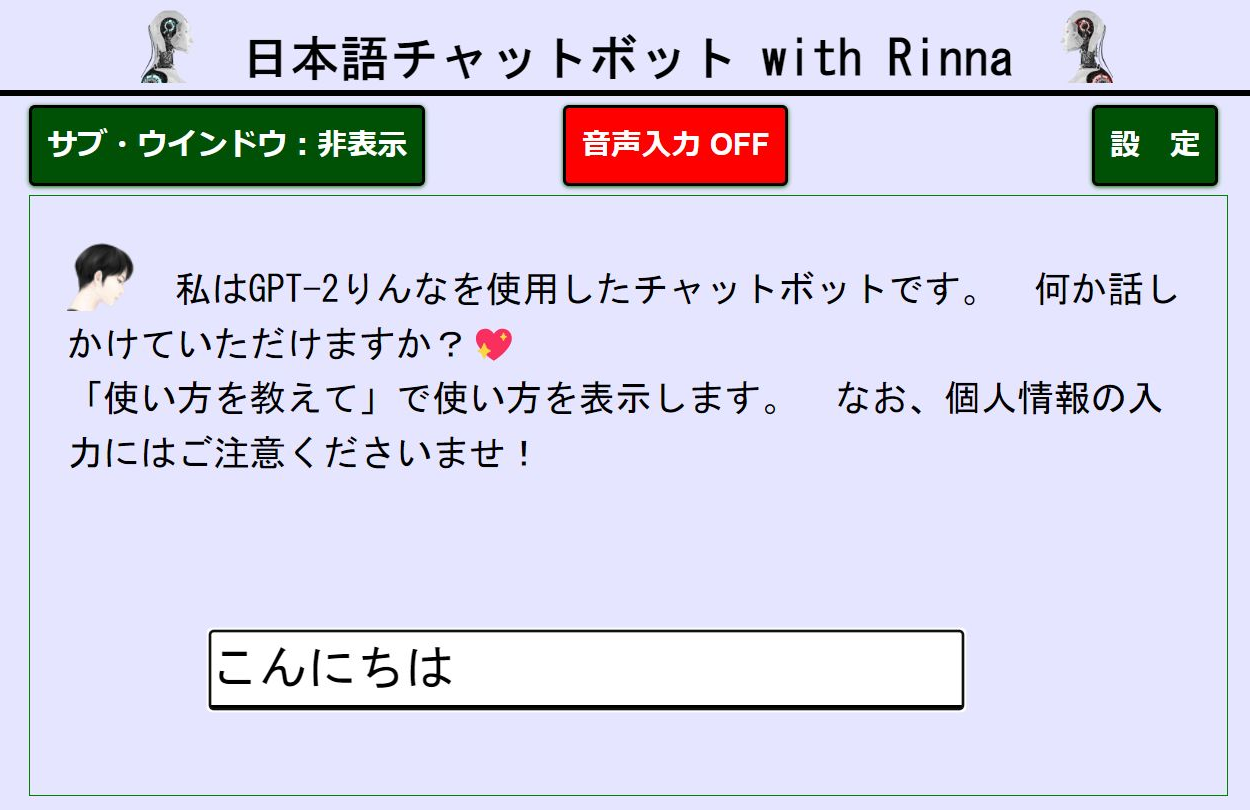 日本語チャットボット with Rinna
サブ・ウインドウ：非表示
音声入力 OFF
設　定
私はGPT-2りんなを使用したチャットボットです。　何か話し
かけていただけますか？💖
「使い方を教えて」で使い方を表示します。　なお、個人情報の入
力にはご注意くださいませ！
こんにちは